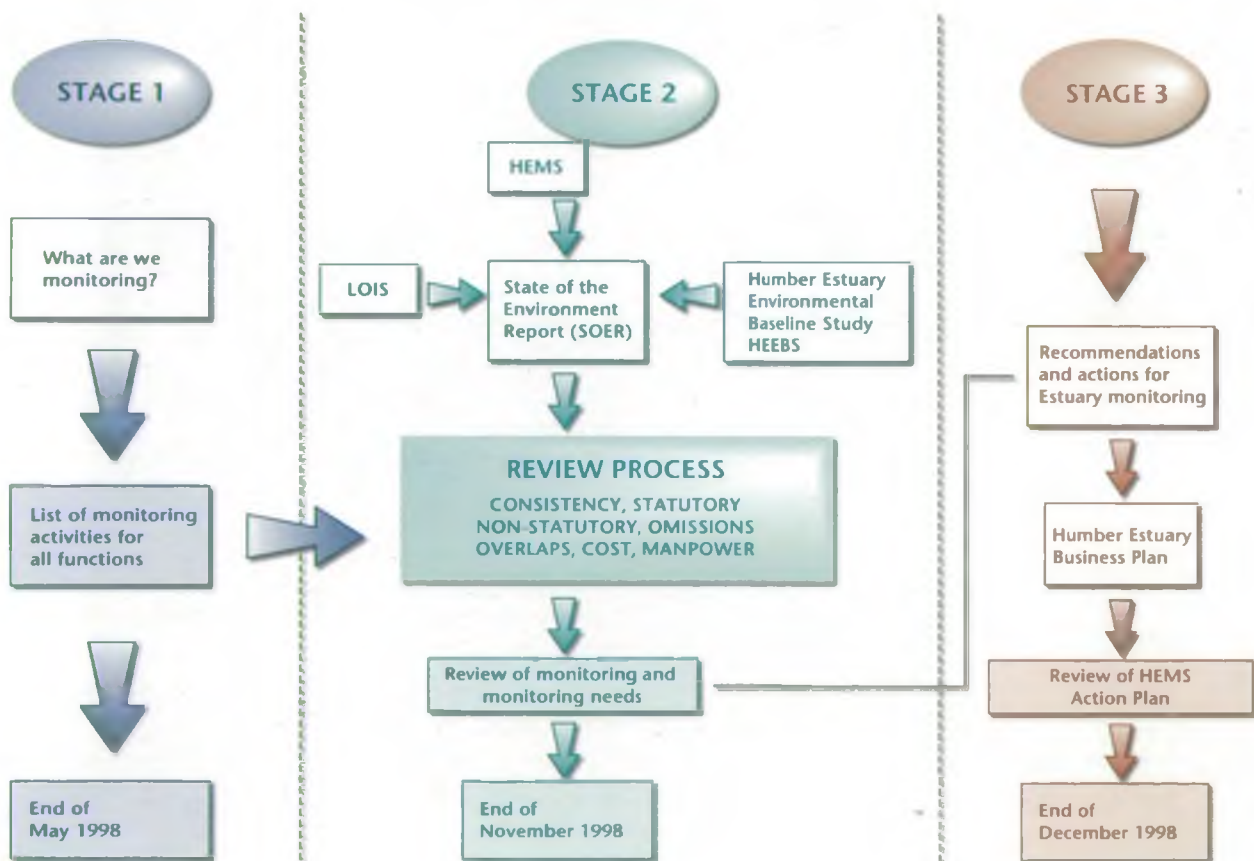 STAGE 1
What are we
monitoring?
List of monitoring
activities for
all functions
End of
May 1998
STAGE 2
HEMS
LOIS
State of the
Environment
Report (SOER)
Humber Estuary
Environmental
Baseline Study
HEEBS
REVIEW PROCESS
CONSISTENCY, STATUTORY
NON-STATUTORY, OMISSIONS
OVERLAPS, COST, MANPOWER
Review of monitoring and
monitoring needs
End of
November 1998
STAGE 3
Recommendations
and actions for
Estuary monitoring
Humber Estuary
Business Plan
Review of HEMS
Action Plan
End of
December 1998